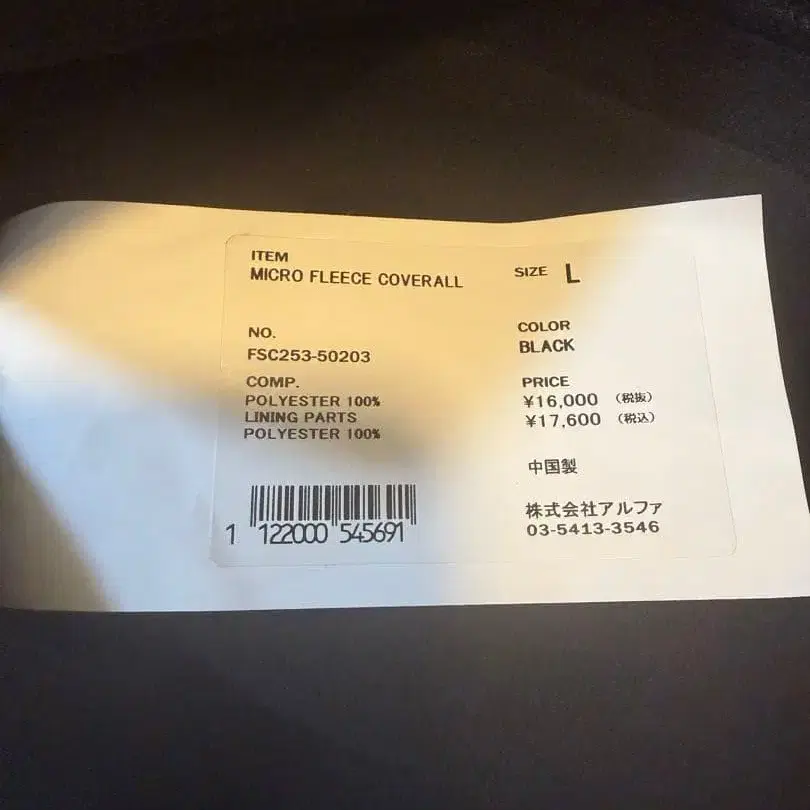 ITEM
MICRO FLEECE COVERALL
SIZE L
NO.
FSC253-50203
COLOR
BLACK
COMP.
POLYESTER 100%
LINING PARTS
POLYESTER 100%
PRICE
¥16,000 (税抜)
¥17,600 (税込)
中国製
株式会社アルファ
03-5413-3546
1 122000 545691